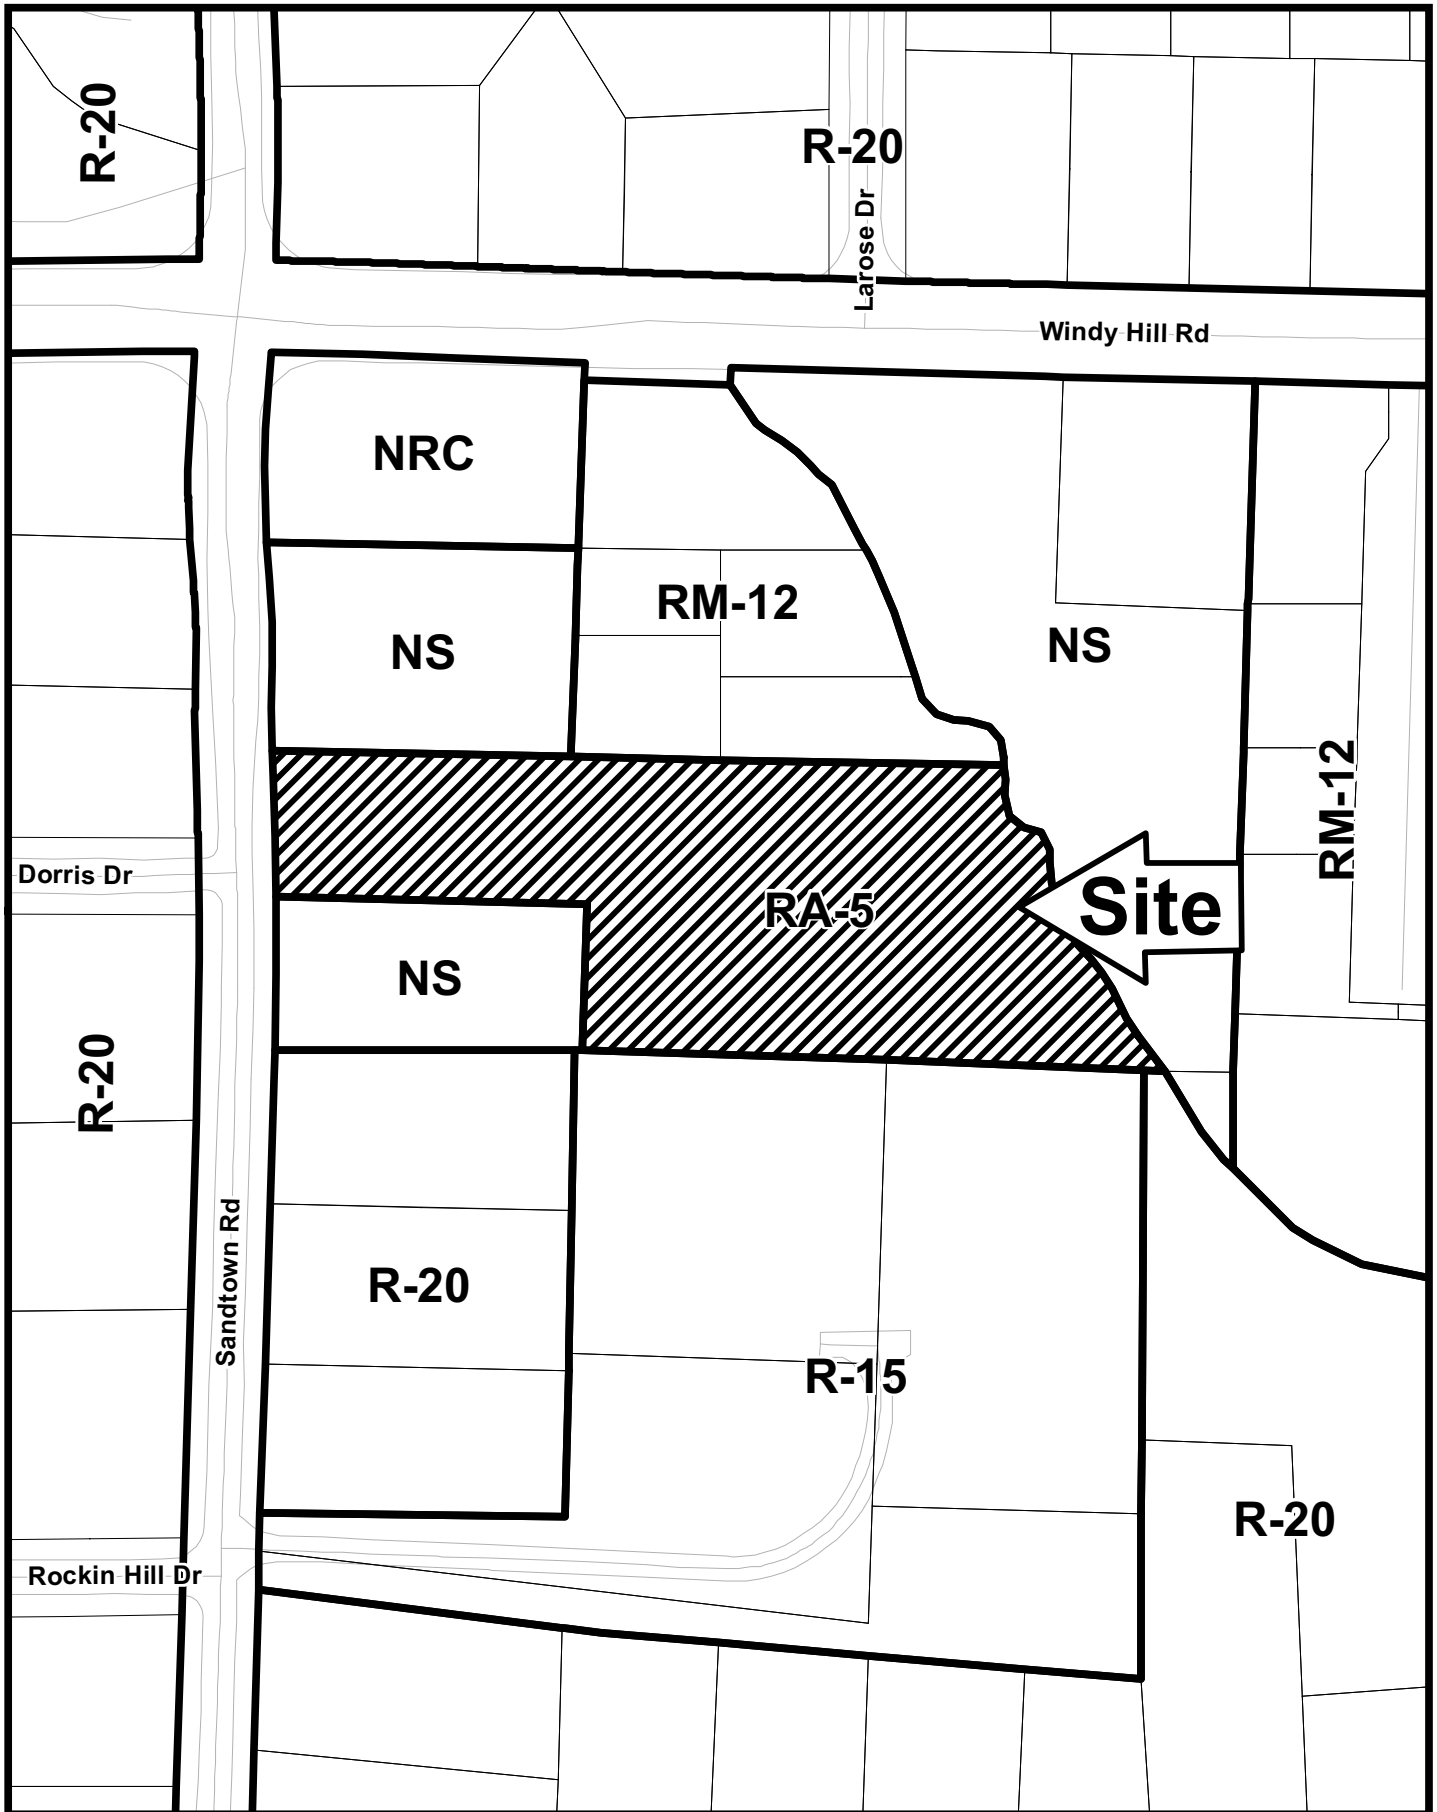 R-20
R-20
Larose Dr
Windy Hill Rd
NRC
RM-12
NS
NS
RM-12
Dorris Dr
RA-5
Site
NS
R-20
Sandtown Rd
R-20
R-15
R-20
Rockin Hill Dr